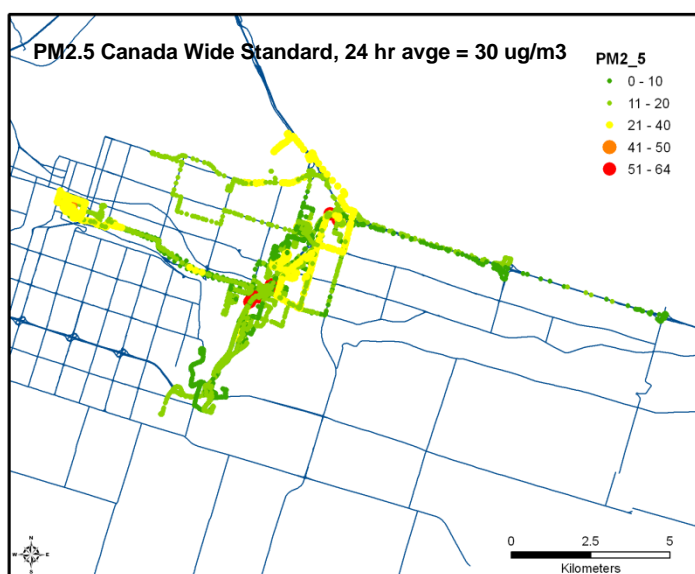 PM2.5 Canada Wide Standard, 24 hr avge = 30 ug/m3
PM2_5
0 - 10
11 - 20
21 - 40
41 - 50
51 - 64
N
W E
S
0 2.5 5
Kilometers